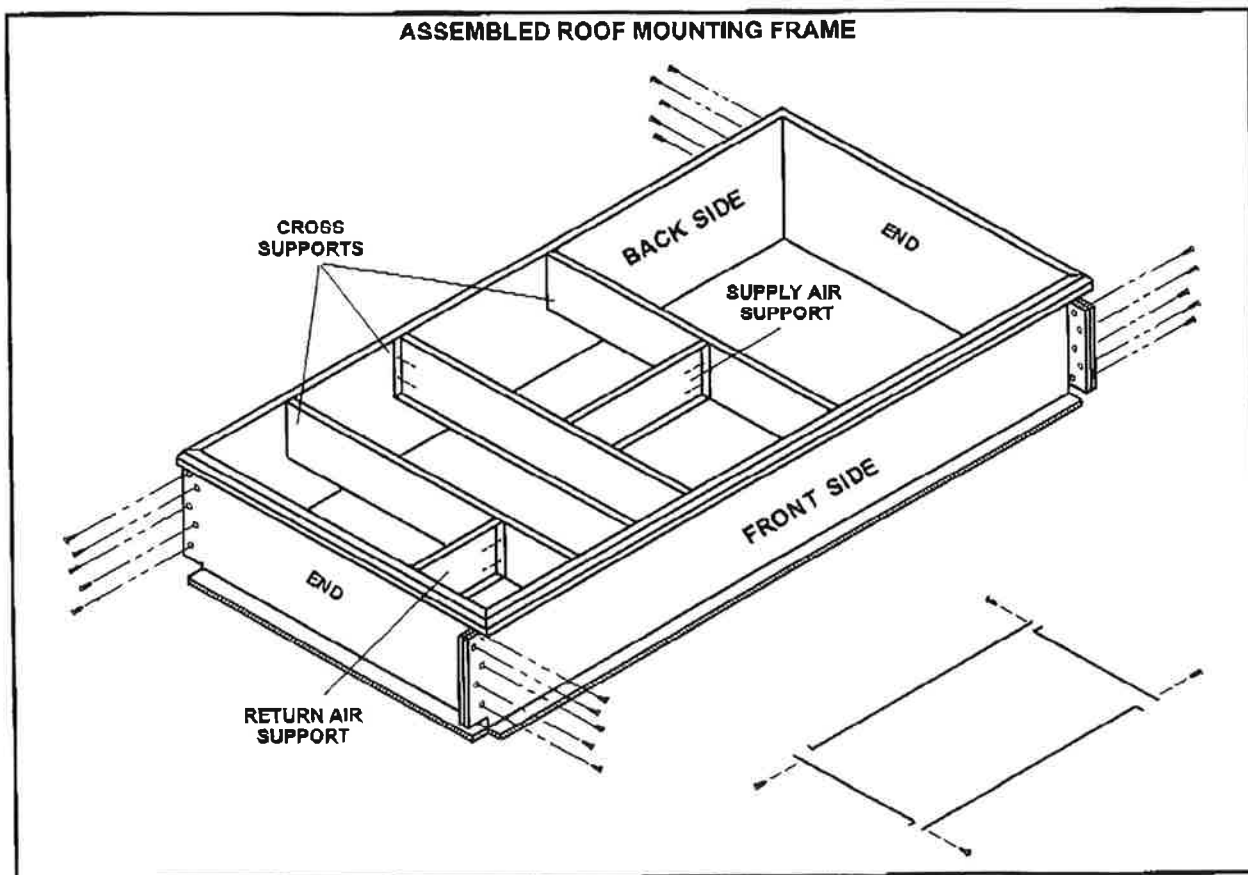 ASSEMBLED ROOF MOUNTING FRAME
CROSS
SUPPORTS
BACK SIDE
END
SUPPLY AIR
SUPPORT
FRONT SIDE
END
RETURN AIR
SUPPORT